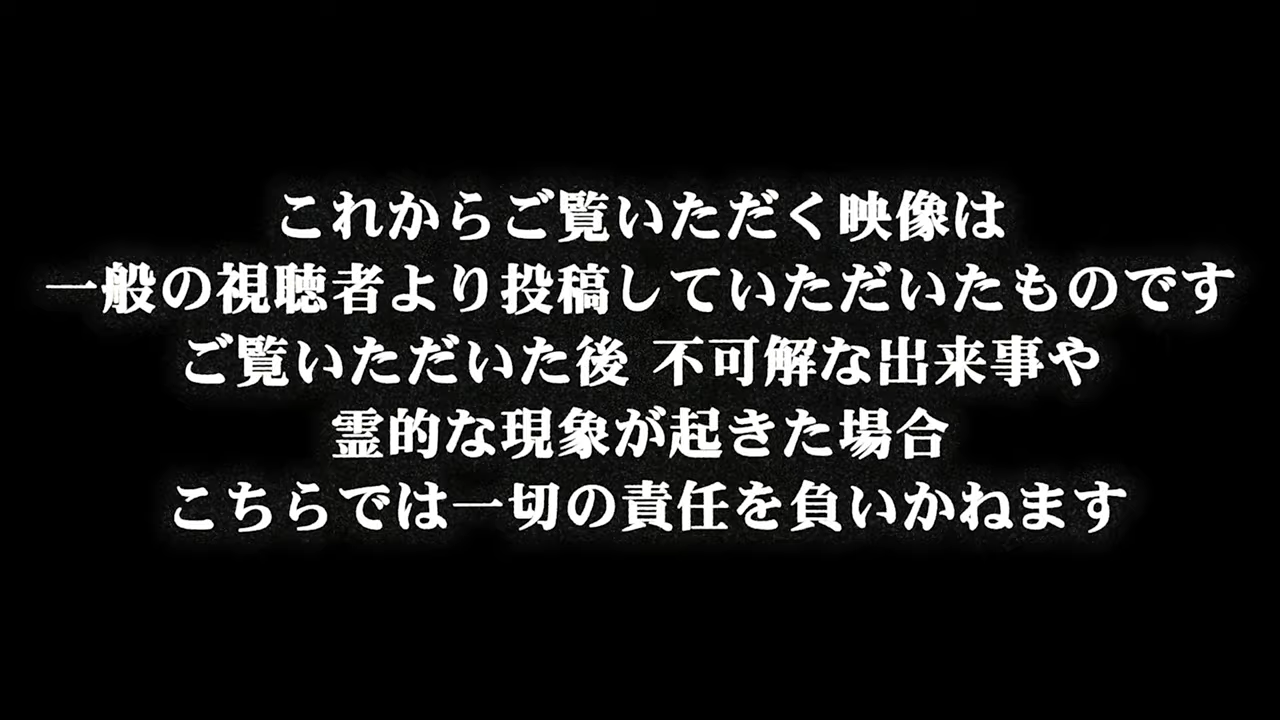 これからご覧いただく映像は
一般の視聴者より投稿していただいたものです
ご覧いただいた後 不可解な出来事や
霊的な現象が起きた場合
こちらでは一切の責任を負いかねます